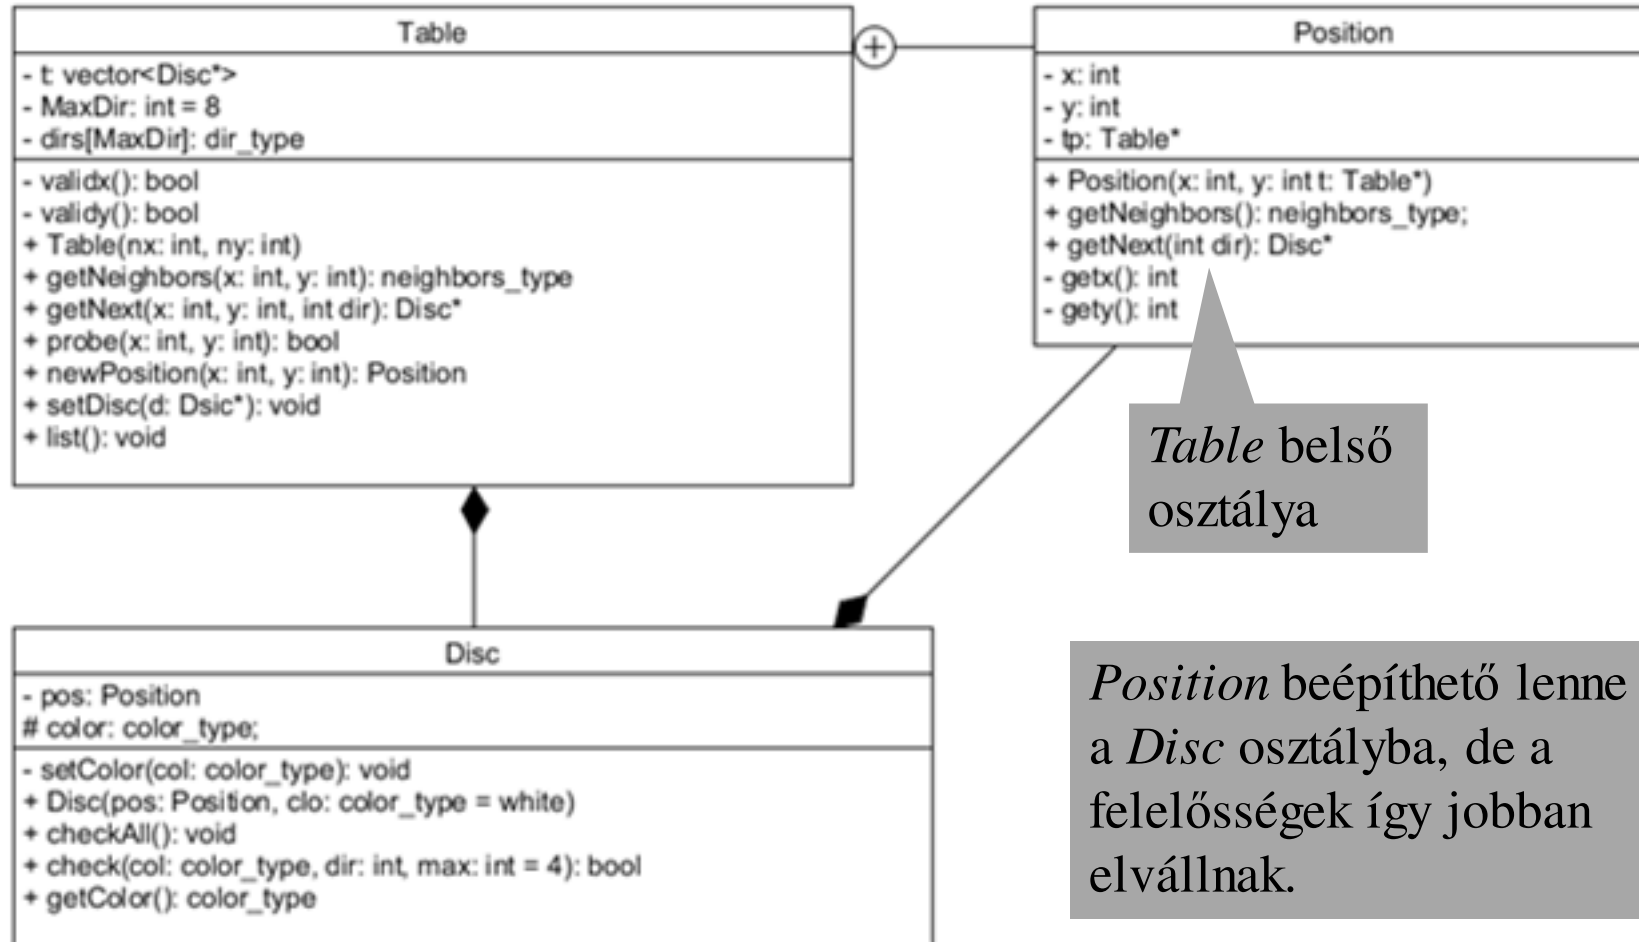 Table
- t: vector<Disc*>
- MaxDir: int = 8
- dirs[MaxDir]: dir_type
- validx(): bool
- validy(): bool
+ Table(nx: int, ny: int)
+ getNeighbors(x: int, y: int): neighbors_type
+ getNext(x: int, y: int, int dir): Disc*
+ probe(x: int, y: int): bool
+ newPosition(x: int, y: int): Position
+ setDisc(d: Dsic*): void
+ list(): void
+
Position
- x: int
- y: int
- tp: Table*
+ Position(x: int, y: int t: Table*)
+ getNeighbors(): neighbors_type;
+ getNext(int dir): Disc*
- getx(): int
- gety(): int
Table belső
osztálya
Disc
- pos: Position
# color: color_type;
- setColor(col: color_type): void
+ Disc(pos: Position, clo: color_type = white)
+ checkAll(): void
+ check(col: color_type, dir: int, max: int = 4): bool
+ getColor(): color_type
Position beépíthető lenne
a Disc osztályba, de a
felelősségek így jobban
elvállnak.